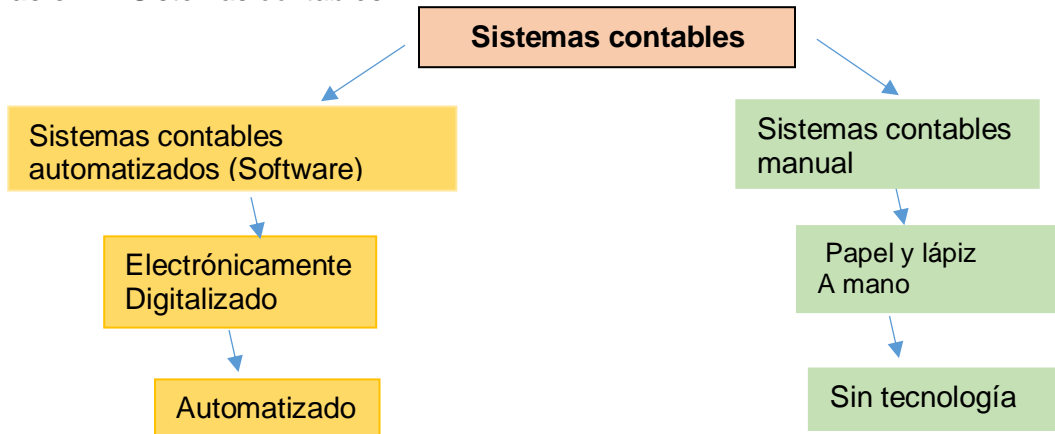 Sistemas contables
Sistemas contables
automatizados (Software)
Electrónicamente
Digitalizado
Automatizado
Sistemas contables
manual
Papel y lápiz
A mano
Sin tecnología